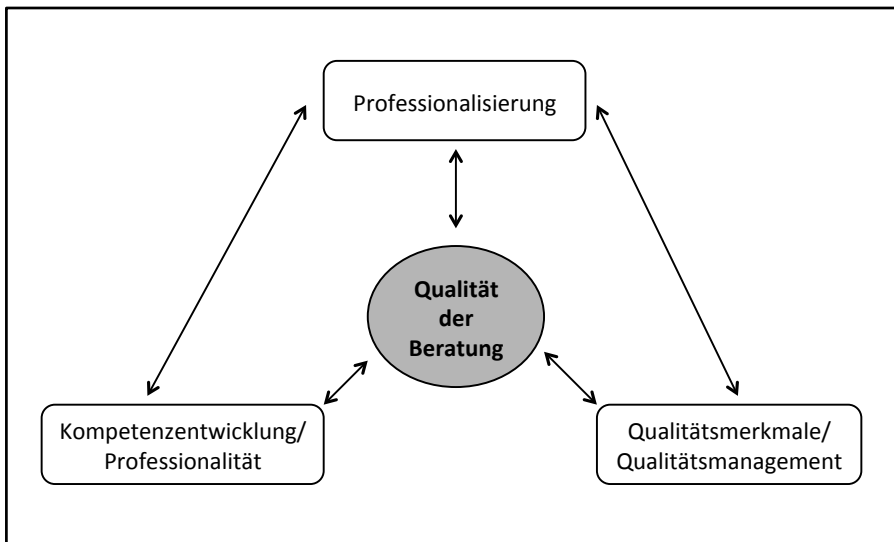 Professionalisierung
Qualität
der
Beratung
Kompetenzentwicklung/
Professionalität
Qualitätsmerkmale/
Qualitätsmanagement